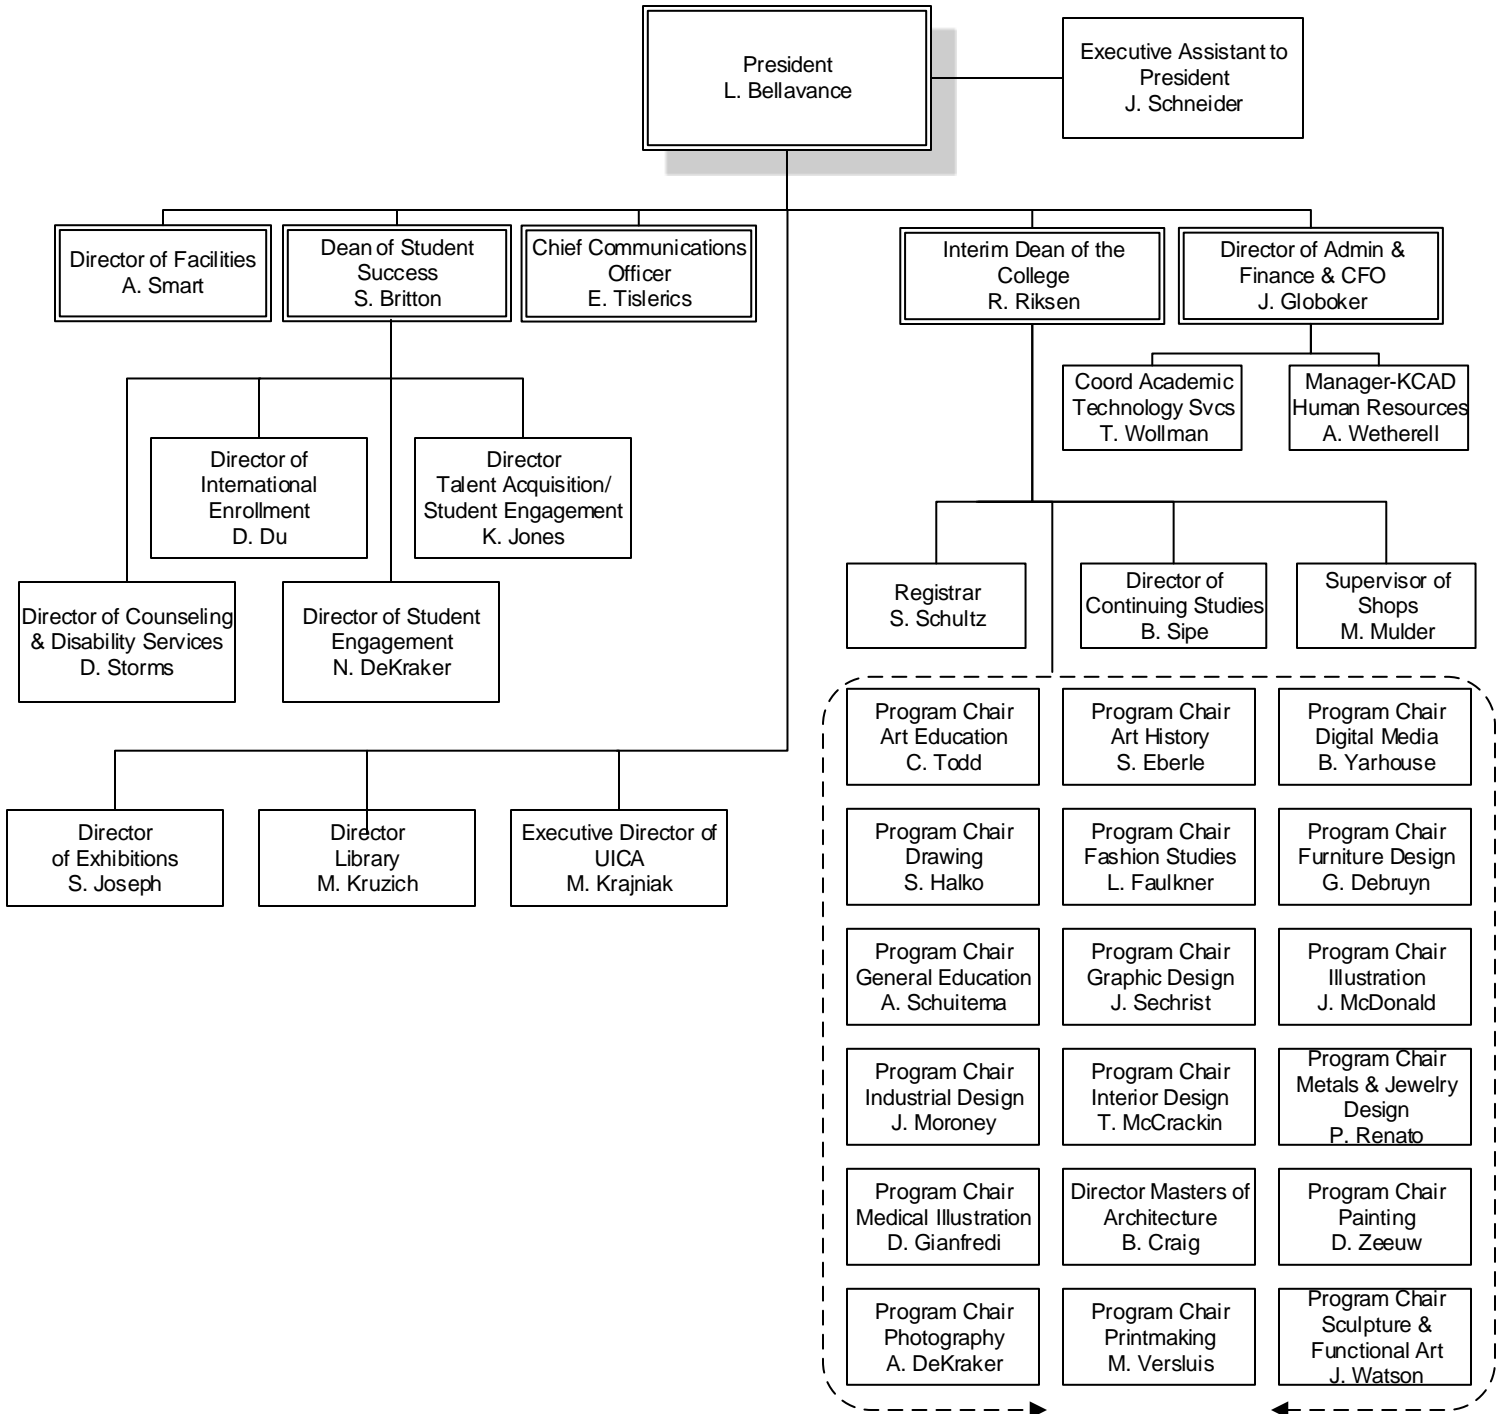 President
L. Bellavance
Executive Assistant to
President
J. Schneider
Director of Facilities
A. Smart
Dean of Student
Success
S. Britton
Chief Communications
Officer
E. Tislerics
Interim Dean of the
College
R. Riksen
Director of Admin &
Finance & CFO
J. Globoker
Coord Academic
Technology Svcs
T. Wollman
Manager-KCAD
Human Resources
A. Wetherell
Director of
International
Enrollment
D. Du
Director
Talent Acquisition/
Student Engagement
K. Jones
Director of Counseling
& Disability Services
D. Storms
Director of Student
Engagement
N. DeKraker
Registrar
S. Schultz
Director of
Continuing Studies
B. Sipe
Supervisor of
Shops
M. Mulder
Director
of Exhibitions
S. Joseph
Director
Library
M. Kruzich
Executive Director of
UICA
M. Krajniak
Program Chair
Art Education
C. Todd
Program Chair
Art History
S. Eberle
Program Chair
Digital Media
B. Yarhouse
Program Chair
Drawing
S. Halko
Program Chair
Fashion Studies
L. Faulkner
Program Chair
Furniture Design
G. Debruyn
Program Chair
General Education
A. Schuitema
Program Chair
Graphic Design
J. Sechrist
Program Chair
Illustration
J. McDonald
Program Chair
Industrial Design
J. Moroney
Program Chair
Interior Design
T. McCrackin
Program Chair
Metals & Jewelry
Design
P. Renato
Program Chair
Medical Illustration
D. Gianfredi
Director Masters of
Architecture
B. Craig
Program Chair
Painting
D. Zeeuw
Program Chair
Photography
A. DeKraker
Program Chair
Printmaking
M. Versluis
Program Chair
Sculpture &
Functional Art
J. Watson